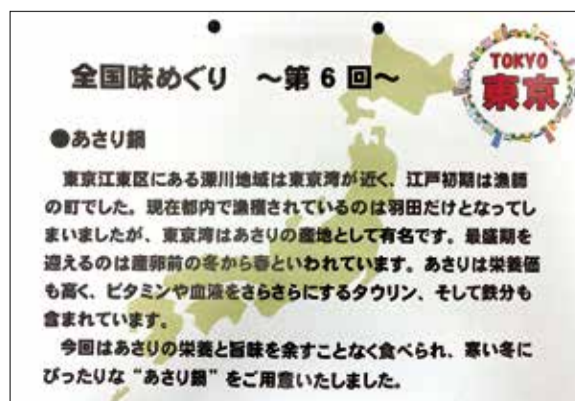 全国味めぐり　～第6回～
TOKYO
東京
●あさり鍋
東京江東区にある深川地域は東京湾が近く、江戸初期は漁師
の町でした。現在都内で漁獲されているのは羽田だけとなってし
まいましたが、東京湾はあさりの産地として有名です。最盛期を
迎えるのは産卵前の冬から春といわれています。あさりは栄養価
も高く、ビタミンや血液をさらさらにするタウリン、そして鉄分も
含まれています。
今回はあさりの栄養と旨味を余すことなく食べられ、寒い冬に
ぴったりな“あさり鍋”をご用意いたしました。